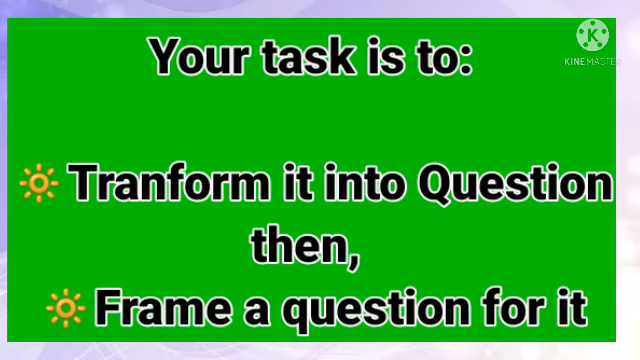 Your task is to:
KINEMASTER
🔆 Tranform it into Question
then,
🔆 Frame a question for it